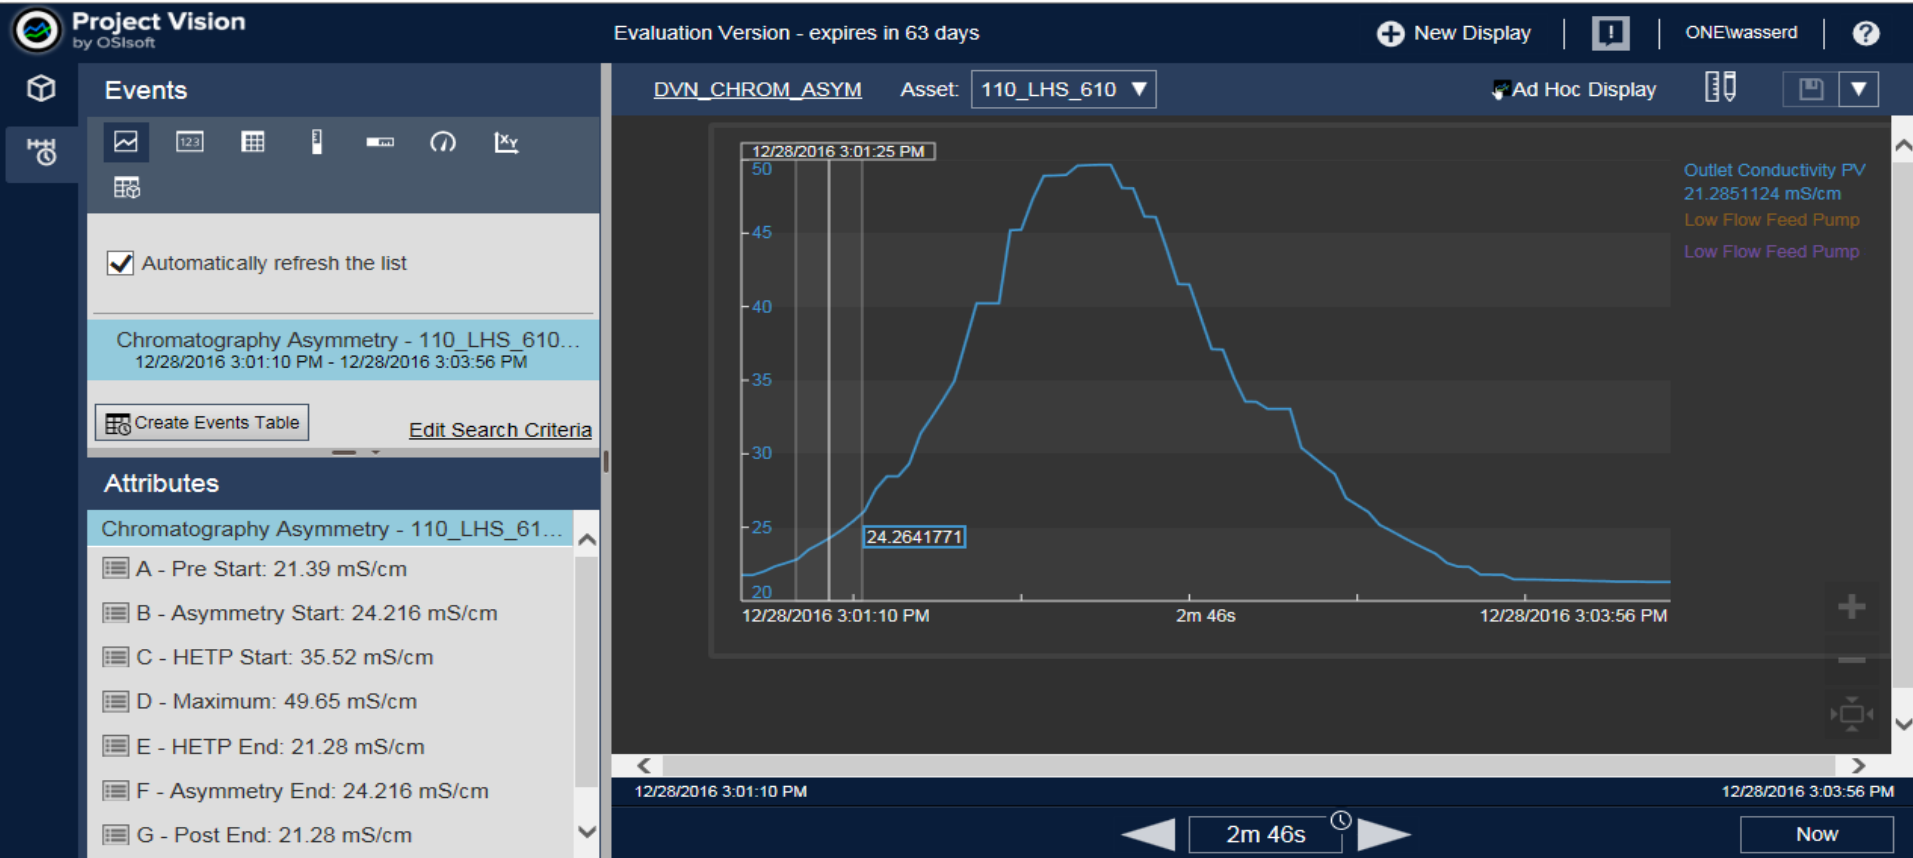 Project Vision
by OSIsoft
Evaluation Version - expires in 63 days
New Display
ONE\wasserd
Events
DVN_CHROM_ASYM
Asset:
110_LHS_610
Ad Hoc Display
123
XY
Automatically refresh the list
Chromatography Asymmetry - 110_LHS_610...
12/28/2016 3:01:10 PM - 12/28/2016 3:03:56 PM
Create Events Table
Edit Search Criteria
Attributes
Chromatography Asymmetry - 110_LHS_61...
A - Pre Start: 21.39 mS/cm
B - Asymmetry Start: 24.216 mS/cm
C - HETP Start: 35.52 mS/cm
D - Maximum: 49.65 mS/cm
E - HETP End: 21.28 mS/cm
F - Asymmetry End: 24.216 mS/cm
G - Post End: 21.28 mS/cm
12/28/2016 3:01:25 PM
50
45
40
35
30
25
20
24.2641771
12/28/2016 3:01:10 PM
2m 46s
12/28/2016 3:03:56 PM
Outlet Conductivity PV
21.2851124 mS/cm
Low Flow Feed Pump
Low Flow Feed Pump
12/28/2016 3:01:10 PM
12/28/2016 3:03:56 PM
2m 46s
Now